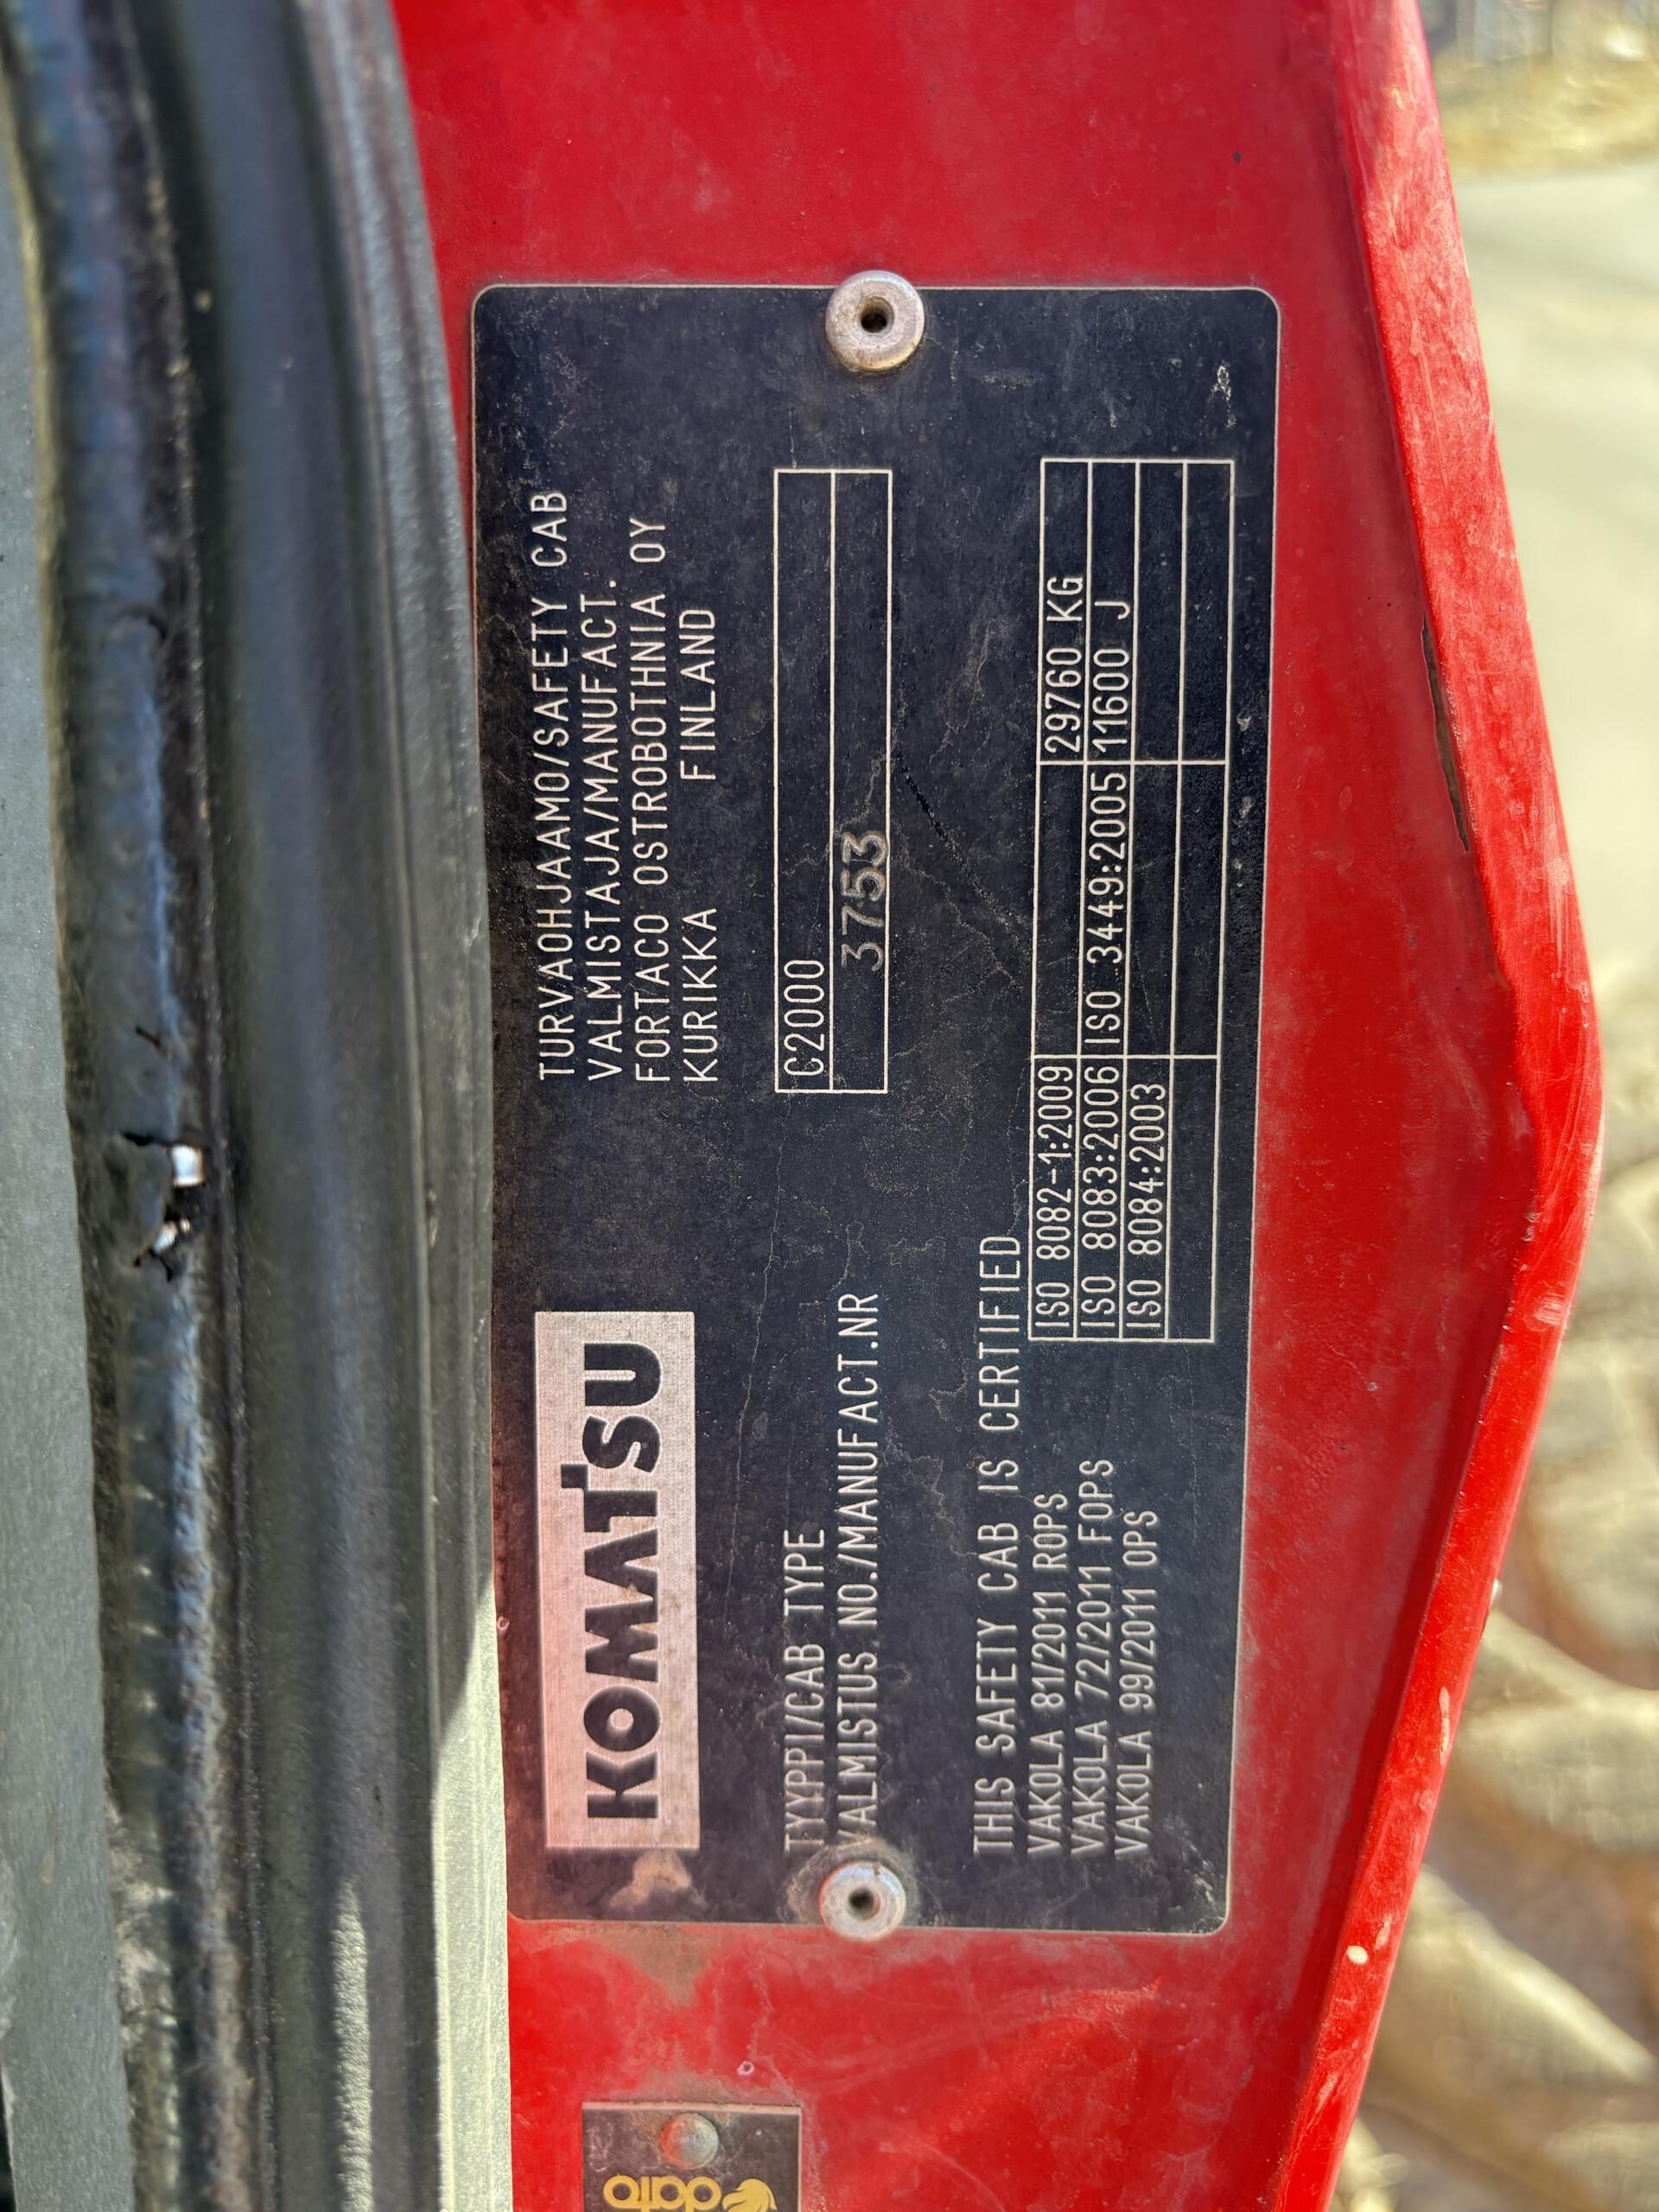 KOMATSU
TURVAOHJAAMO/SAFETY CAB
VALMISTAJA/MANUFACT.
FORTACO OSTROBOTHNIA OY
KURIKKA FINLAND
TYYPPI/CAB TYPE C2000
VALMISTUS NO./MANUFACT.NR 3753
THIS SAFETY CAB IS CERTIFIED
VAKOLA 81/2011 ROPS ISO 8082-1:2009 29760 KG
VAKOLA 72/2011 FOPS ISO 8083:2006 ISO 3449:2005 11600 J
VAKOLA 99/2011 OPS ISO 8084:2003